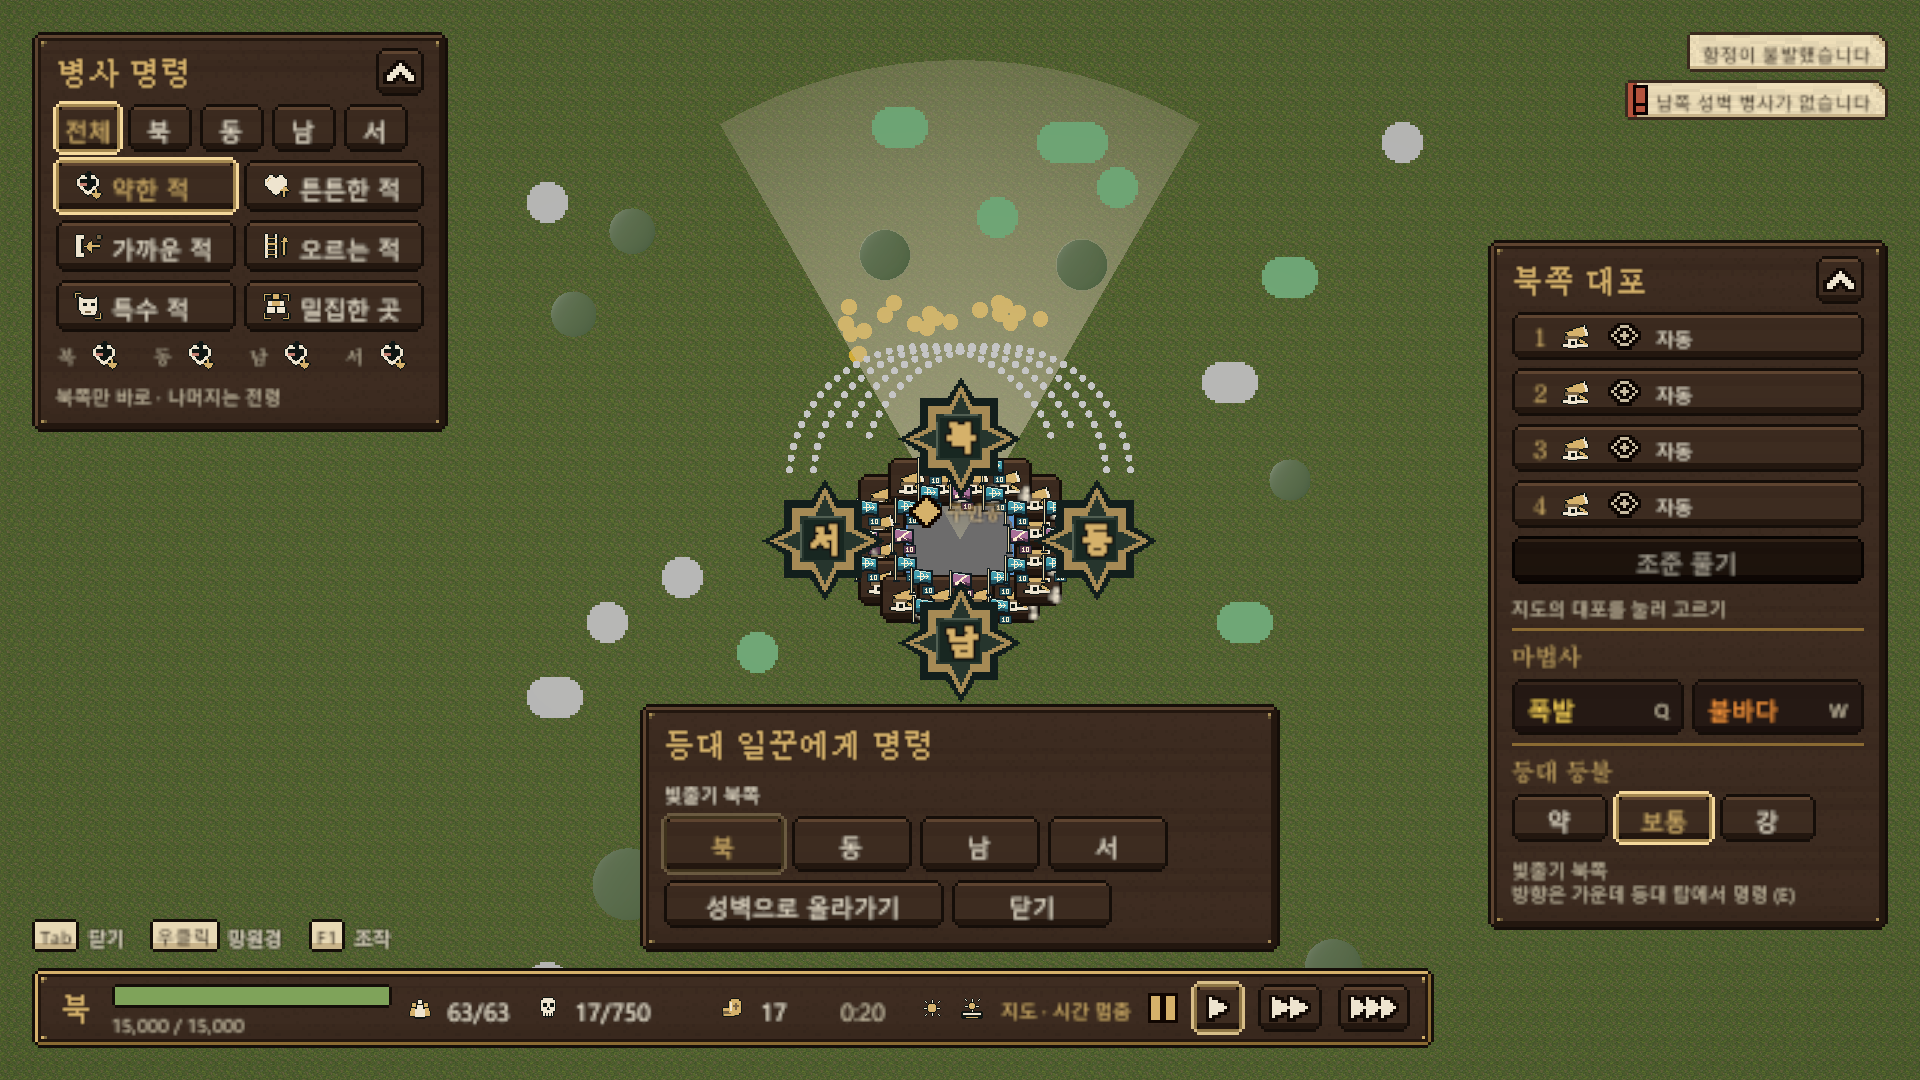 병사 명령
전체 북 동 남 서
약한 적 튼튼한 적
가까운 적 오르는 적
특수 적 밀집한 곳
북 동 남 서
북쪽만 바로 · 나머지는 전령
함정이 불발했습니다
남쪽 성벽 병사가 없습니다
북쪽 대포
1 자동
2 자동
3 자동
4 자동
조준 풀기
지도의 대포를 눌러 고르기
마법사
폭발 Q 불바다 W
등대 등불
약 보통 강
빛줄기 북쪽
방향은 가운데 등대 탑에서 명령 (E)
북
서
동
남
등대 일꾼에게 명령
빛줄기 북쪽
북 동 남 서
성벽으로 올라가기 닫기
Tab 닫기 우클릭 망원경 F1 조작
북 15,000 / 15,000 63/63 17/750 17 0:20 지도 · 시간 멈춤